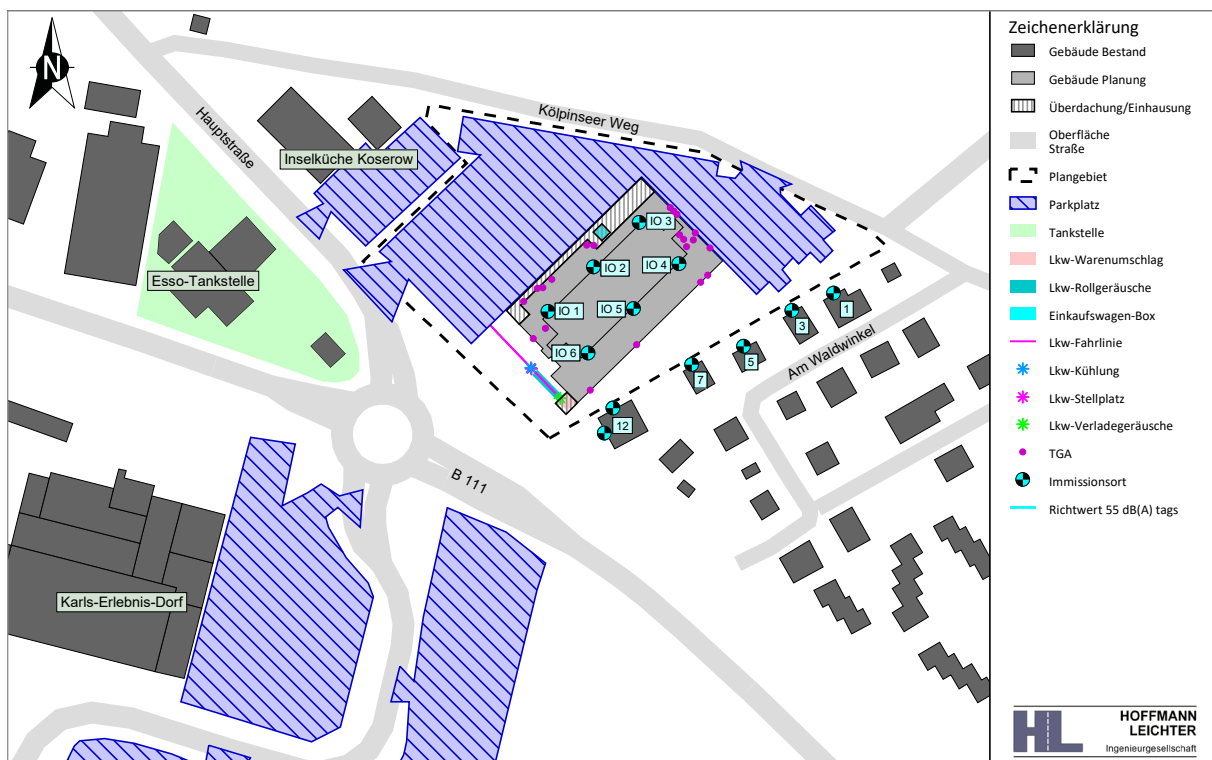 N
Hauptstraße
Kölpinseer Weg
Inselküche Koserow
Esso-Tankstelle
IO 3
IO 2
IO 4
IO 1
IO 5
IO 6
1
3
5
7
12
Am Waldwinkel
B 111
Karls-Erlebnis-Dorf
Zeichenerklärung
Gebäude Bestand
Gebäude Planung
Überdachung/Einhausung
Oberfläche
Straße
Plangebiet
Parkplatz
Tankstelle
Lkw-Warenumschlag
Lkw-Rollgeräusche
Einkaufswagen-Box
Lkw-Fahrlinie
Lkw-Kühlung
Lkw-Stellplatz
Lkw-Verladegeräusche
TGA
Immissionsort
Richtwert 55 dB(A) tags
HL
HOFFMANN
LEICHTER
Ingenieurgesellschaft